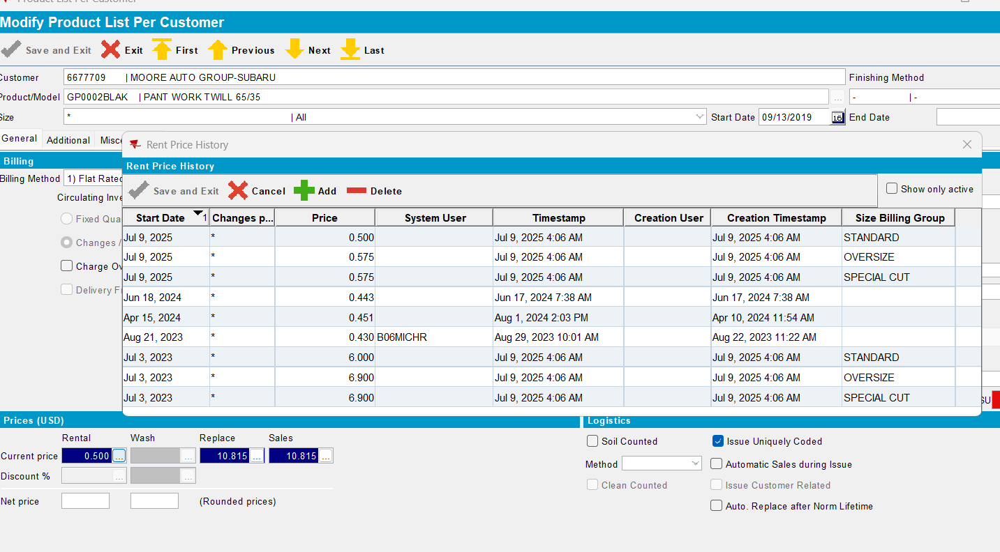 Product List Per Customer
Modify Product List Per Customer
Save and Exit Exit First Previous Next Last
Customer 6677709 | MOORE AUTO GROUP-SUBARU Finishing Method
Product/Model GP0002BLAK | PANT WORK TWILL 65/35 ... - | -
Size * | All Start Date 09/13/2019 16 End Date
General Additional Misce
Rent Price History
Billing
Rent Price History
Billing Method 1) Flat Rated
Save and Exit Cancel Add Delete Show only active
Circulating Inve
Start Date 1 Changes p... Price System User Timestamp Creation User Creation Timestamp Size Billing Group
Fixed Qua
Jul 9, 2025 * 0.500 Jul 9, 2025 4:06 AM Jul 9, 2025 4:06 AM STANDARD
Changes /
Jul 9, 2025 * 0.575 Jul 9, 2025 4:06 AM Jul 9, 2025 4:06 AM OVERSIZE
Charge Ov
Jul 9, 2025 * 0.575 Jul 9, 2025 4:06 AM Jul 9, 2025 4:06 AM SPECIAL CUT
Delivery Fr
Jun 18, 2024 * 0.443 Jun 17, 2024 7:38 AM Jun 17, 2024 7:38 AM
Apr 15, 2024 * 0.451 Aug 1, 2024 2:03 PM Apr 10, 2024 11:54 AM
Aug 21, 2023 * 0.430 B06MICHR Aug 29, 2023 10:01 AM Aug 22, 2023 11:22 AM
Jul 3, 2023 * 6.000 Jul 9, 2025 4:06 AM Jul 9, 2025 4:06 AM STANDARD
Jul 3, 2023 * 6.900 Jul 9, 2025 4:06 AM Jul 9, 2025 4:06 AM OVERSIZE
Jul 3, 2023 * 6.900 Jul 9, 2025 4:06 AM Jul 9, 2025 4:06 AM SPECIAL CUT
SU
Prices (USD) Logistics
Rental Wash Replace Sales Soil Counted Issue Uniquely Coded
Current price 0.500 ... ... 10.815 ... 10.815 ... Method Automatic Sales during Issue
Discount % ... ... Clean Counted Issue Customer Related
Net price (Rounded prices) Auto. Replace after Norm Lifetime